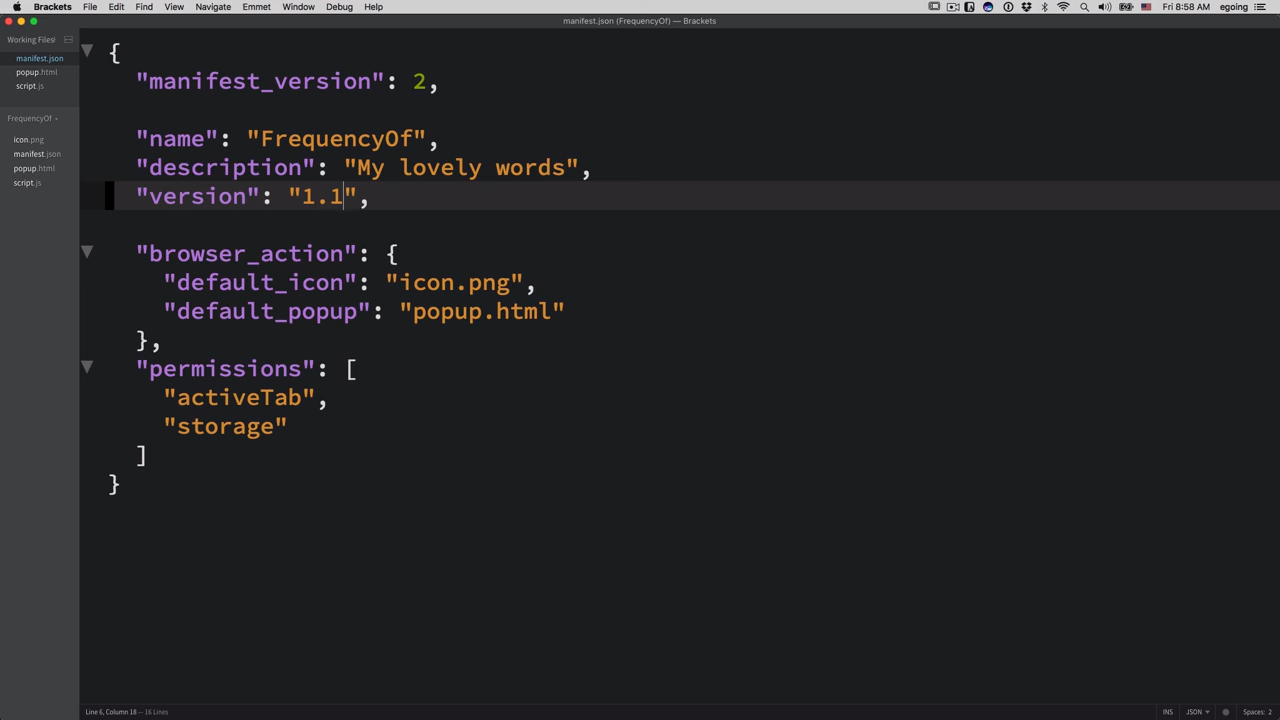 Brackets File Edit Find View Navigate Emmet Window Debug Help Fri 8:58 AM egoing
manifest.json (FrequencyOf) — Brackets
Working Files
manifest.json
popup.html
script.js
FrequencyOf
icon.png
manifest.json
popup.html
script.js
{
"manifest_version": 2,
"name": "FrequencyOf",
"description": "My lovely words",
"version": "1.1",
"browser_action": {
"default_icon": "icon.png",
"default_popup": "popup.html"
},
"permissions": [
"activeTab",
"storage"
]
}
Line 6, Column 18 — 16 Lines INS JSON Spaces: 2